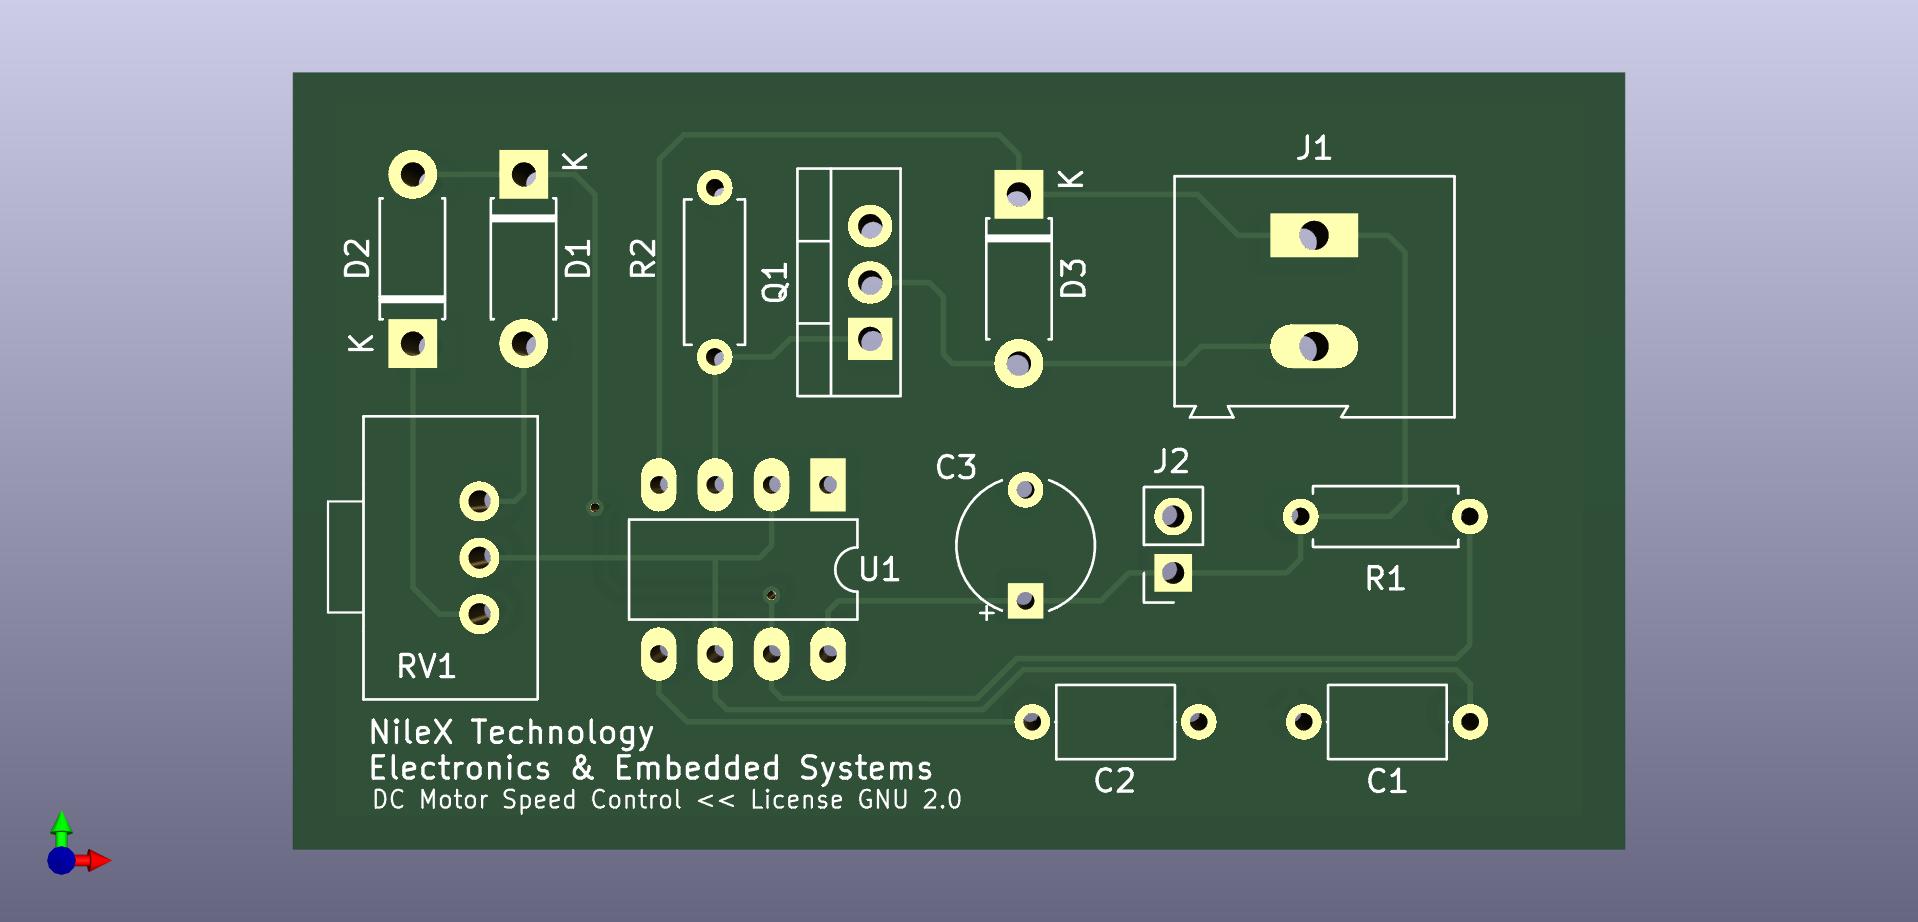 J1
K
K
D2
D1
R2
Q1
D3
K
C3
J2
U1
R1
+
RV1
NileX Technology
Electronics & Embedded Systems
DC Motor Speed Control << License GNU 2.0
C2
C1